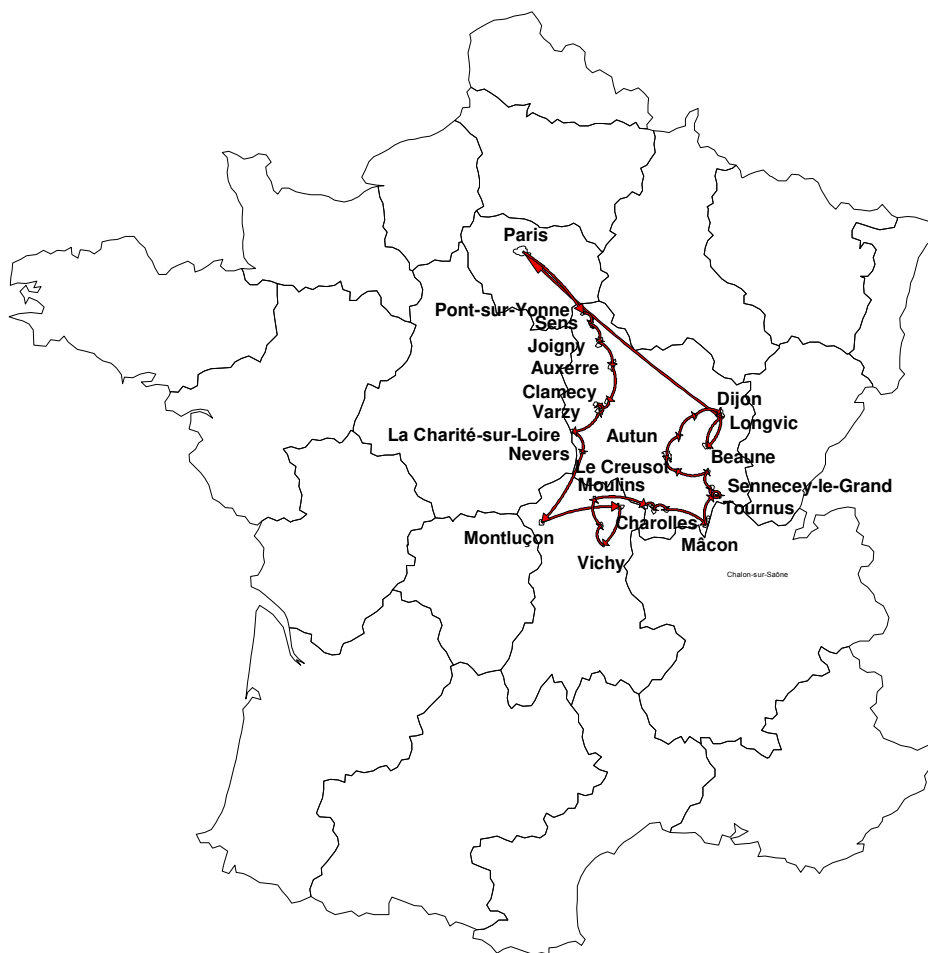 Paris
Pont-sur-Yonne
Sens
Joigny
Auxerre
Clamecy
Varzy
Dijon
Longvic
La Charité-sur-Loire
Autun
Nevers
Beaune
Le Creusot
Moulins
Sennecey-le-Grand
Tournus
Charolles
Montluçon
Mâcon
Vichy
Chalon-sur-Saône